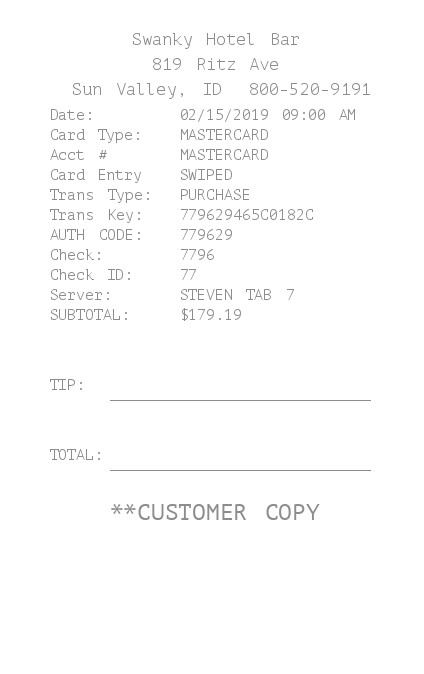 Swanky Hotel Bar
819 Ritz Ave
Sun Valley, ID 800-520-9191
Date: 02/15/2019 09:00 AM
Card Type: MASTERCARD
Acct # MASTERCARD
Card Entry SWIPED
Trans Type: PURCHASE
Trans Key: 779629465C0182C
AUTH CODE: 779629
Check: 7796
Check ID: 77
Server: STEVEN TAB 7
SUBTOTAL: $179.19
TIP:
TOTAL:
**CUSTOMER COPY